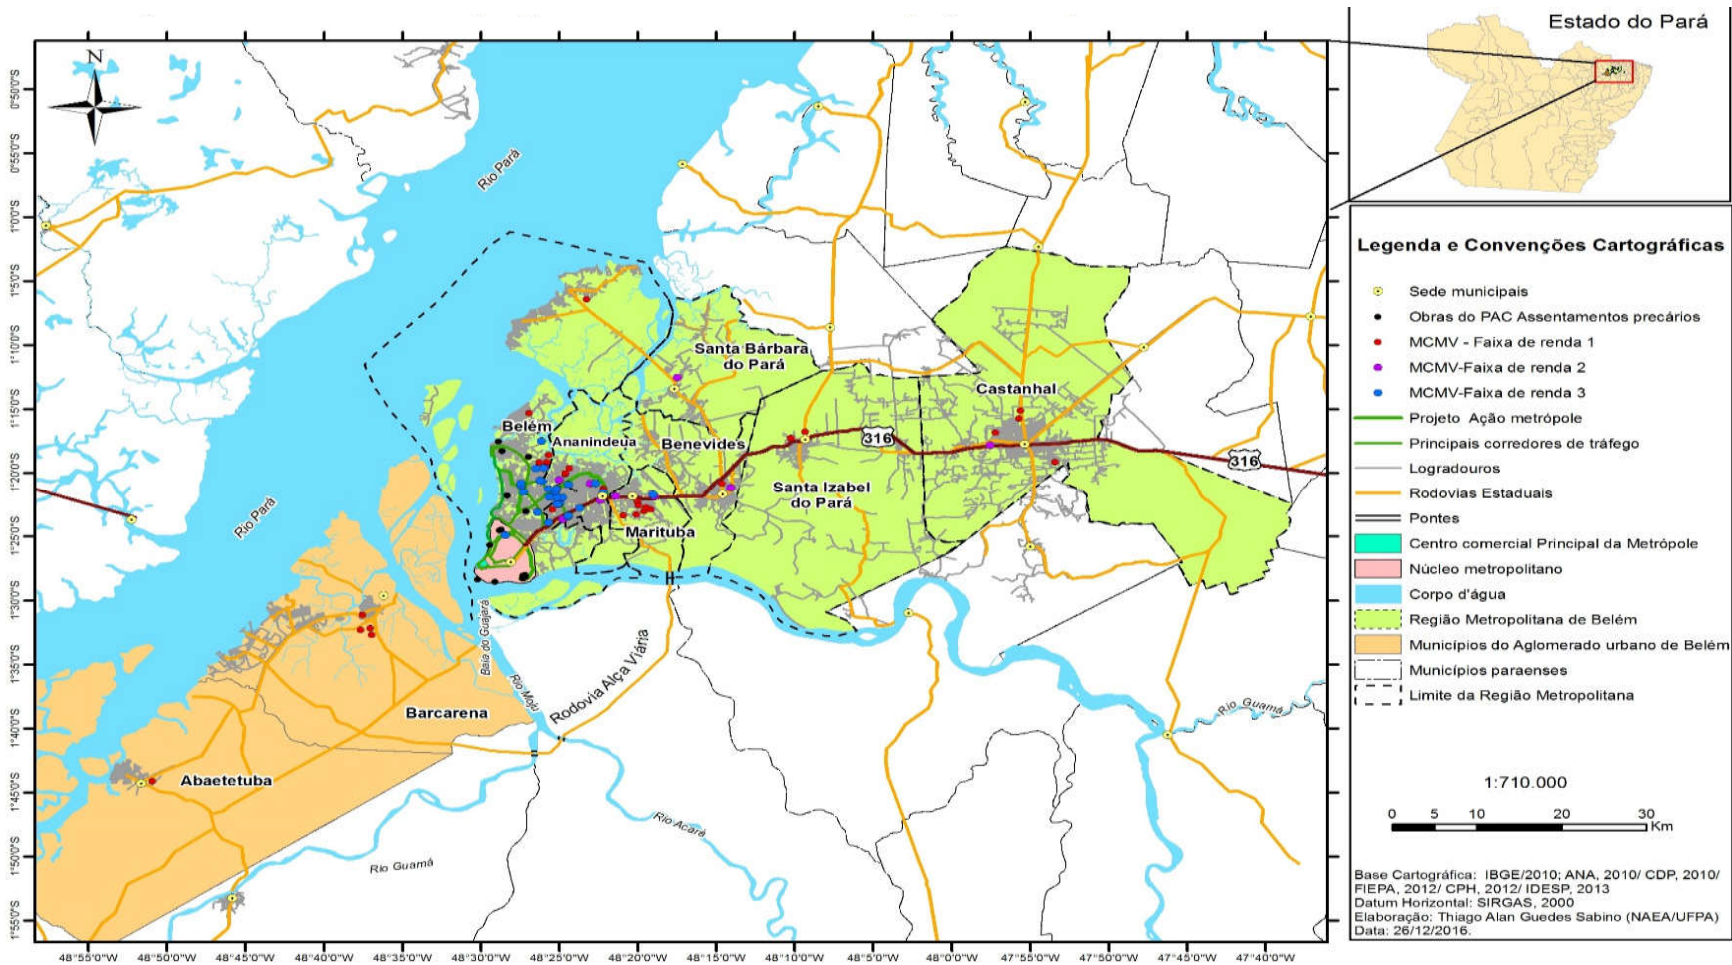 Estado do Pará
N
Rio Pará
Santa Bárbara
do Pará
Castanhal
Belém
Ananindeua
Benevides
316
316
Santa Izabel
do Pará
Marituba
Rio Pará
Baia do Guajará
Rio Moju
Rodovia Alça Viária
Barcarena
Abaetetuba
Rio Guamá
Rio Acará
Rio Guamá
0°50'0"S
0°55'0"S
1°00'0"S
1°5'0"S
1°10'0"S
1°15'0"S
1°20'0"S
1°25'0"S
1°30'0"S
1°35'0"S
1°40'0"S
1°45'0"S
1°50'0"S
1°55'0"S
48°55'0"W 48°50'0"W 48°45'0"W 48°40'0"W 48°35'0"W 48°30'0"W 48°25'0"W 48°20'0"W 48°15'0"W 48°10'0"W 48°5'0"W 48°0'0"W 47°55'0"W 47°50'0"W 47°45'0"W 47°40'0"W
Legenda e Convenções Cartográficas
Sede municipais
Obras do PAC Assentamentos precários
MCMV - Faixa de renda 1
MCMV-Faixa de renda 2
MCMV-Faixa de renda 3
Projeto Ação metrópole
Principais corredores de tráfego
Logradouros
Rodovias Estaduais
Pontes
Centro comercial Principal da Metrópole
Núcleo metropolitano
Corpo d'água
Região Metropolitana de Belém
Municípios do Aglomerado urbano de Belém
Municípios paraenses
Limite da Região Metropolitana
1:710.000
0 5 10 20 30
Km
Base Cartográfica: IBGE/2010; ANA, 2010/ CDP, 2010/
FIEPA, 2012/ CPH, 2012/ IDESP, 2013
Datum Horizontal: SIRGAS, 2000
Elaboração: Thiago Alan Guedes Sabino (NAEA/UFPA)
Data: 26/12/2016.